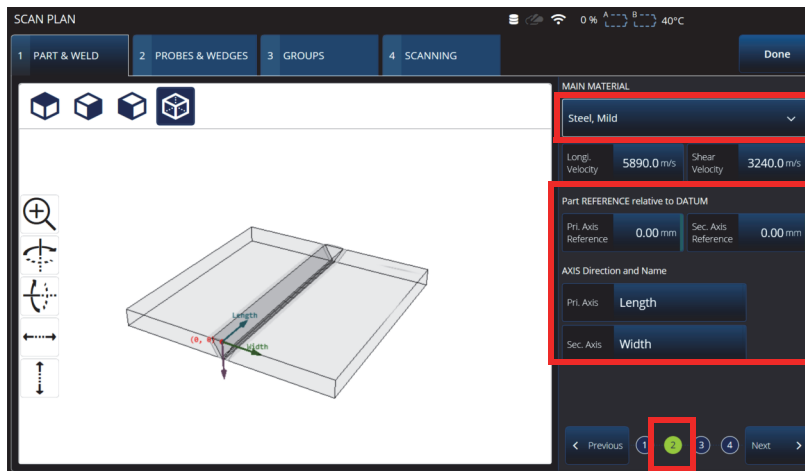 SCAN PLAN
0 % A B 40°C
1 PART & WELD 2 PROBES & WEDGES 3 GROUPS 4 SCANNING Done
MAIN MATERIAL
Steel, Mild
Longi. Velocity 5890.0 m/s Shear Velocity 3240.0 m/s
Part REFERENCE relative to DATUM
Pri. Axis Reference 0.00 mm Sec. Axis Reference 0.00 mm
AXIS Direction and Name
Pri. Axis Length
Sec. Axis Width
Length
(0, 
Width
Previous 1 2 3 4 Next